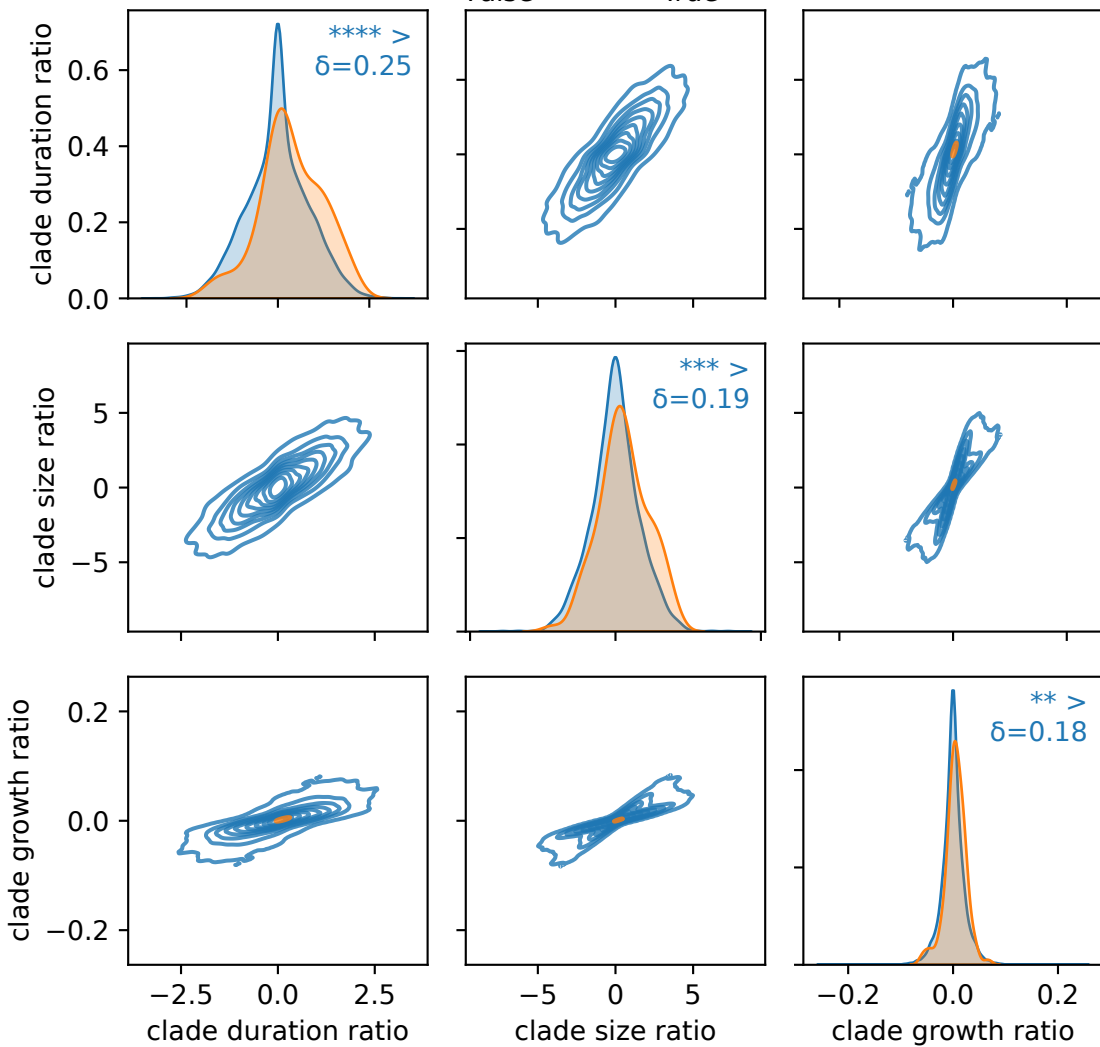 clade duration ratio
0.6
0.4
0.2
0.0
**** >
δ=0.25
clade size ratio
5
0
−5
*** >
δ=0.19
clade growth ratio
0.2
0.0
−0.2
** >
δ=0.18
−2.5 0.0 2.5
−5 0 5
−0.2 0.0 0.2
clade duration ratio
clade size ratio
clade growth ratio